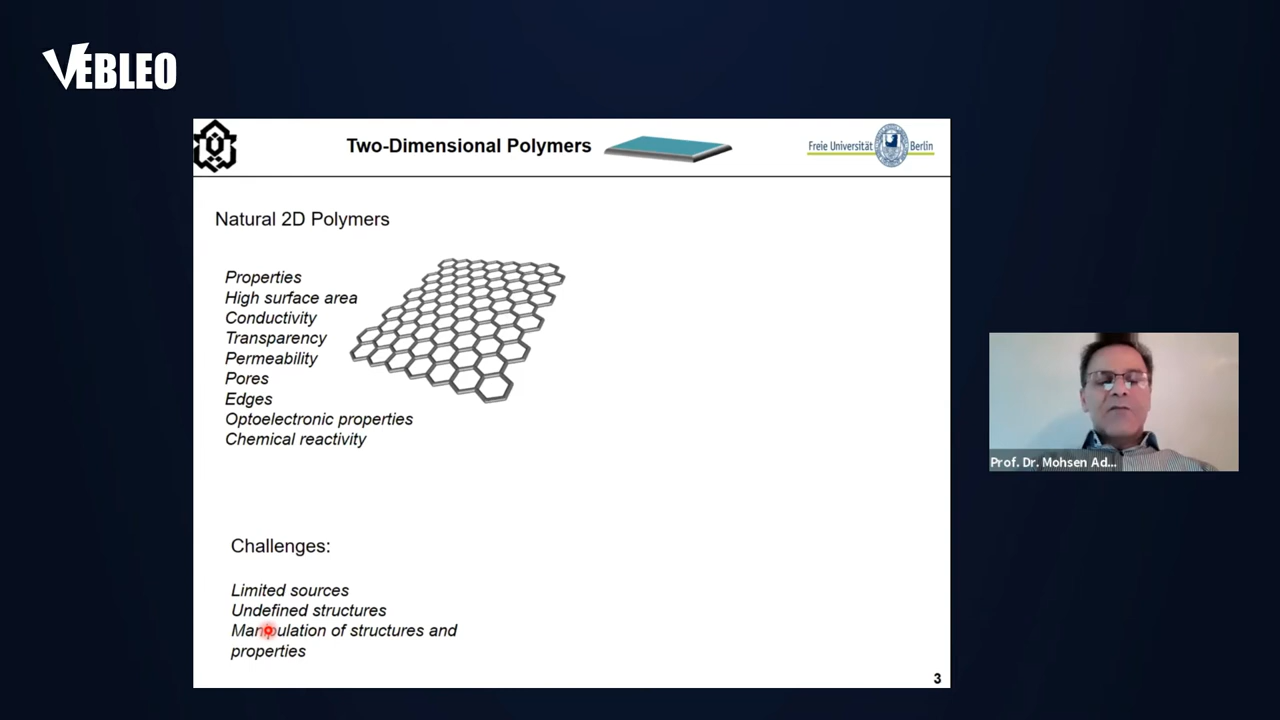 VEBLEO
Two-Dimensional Polymers
Freie Universität Berlin
Natural 2D Polymers
Properties
High surface area
Conductivity
Transparency
Permeability
Pores
Edges
Optoelectronic properties
Chemical reactivity
Prof. Dr. Mohsen Ad...
Challenges:
Limited sources
Undefined structures
Manipulation of structures and
properties
3